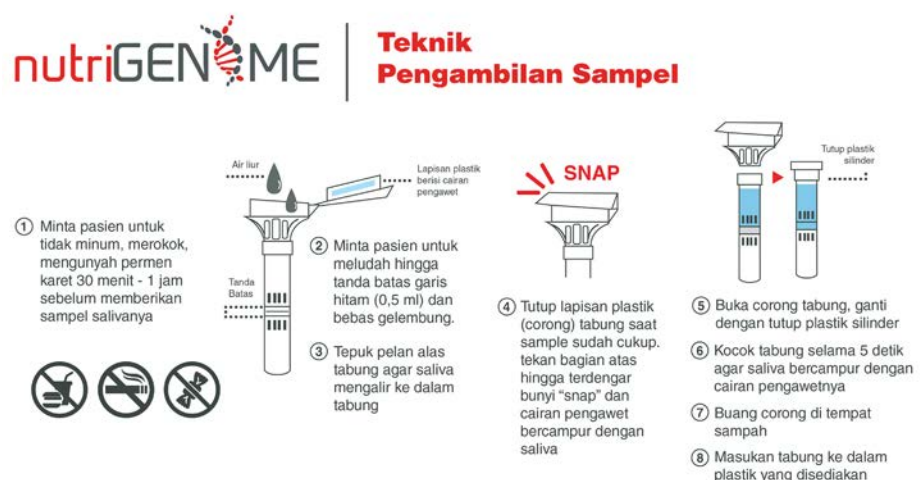 nutriGENOME
Teknik
Pengambilan Sampel
1 Minta pasien untuk
tidak minum, merokok,
mengunyah permen
karet 30 menit - 1 jam
sebelum memberikan
sampel salivanya
Air liur
Lapisan plastik
berisi cairan
pengawet
Tanda
Batas
2 Minta pasien untuk
meludah hingga
tanda batas garis
hitam (0,5 ml) dan
bebas gelembung.
3 Tepuk pelan alas
tabung agar saliva
mengalir ke dalam
tabung
SNAP
4 Tutup lapisan plastik
(corong) tabung saat
sample sudah cukup.
tekan bagian atas
hingga terdengar
bunyi “snap” dan
cairan pengawet
bercampur dengan
saliva
Tutup plastik
silinder
5 Buka corong tabung, ganti
dengan tutup plastik silinder
6 Kocok tabung selama 5 detik
agar saliva bercampur dengan
cairan pengawetnya
7 Buang corong di tempat
sampah
8 Masukan tabung ke dalam
plastik yang disediakan